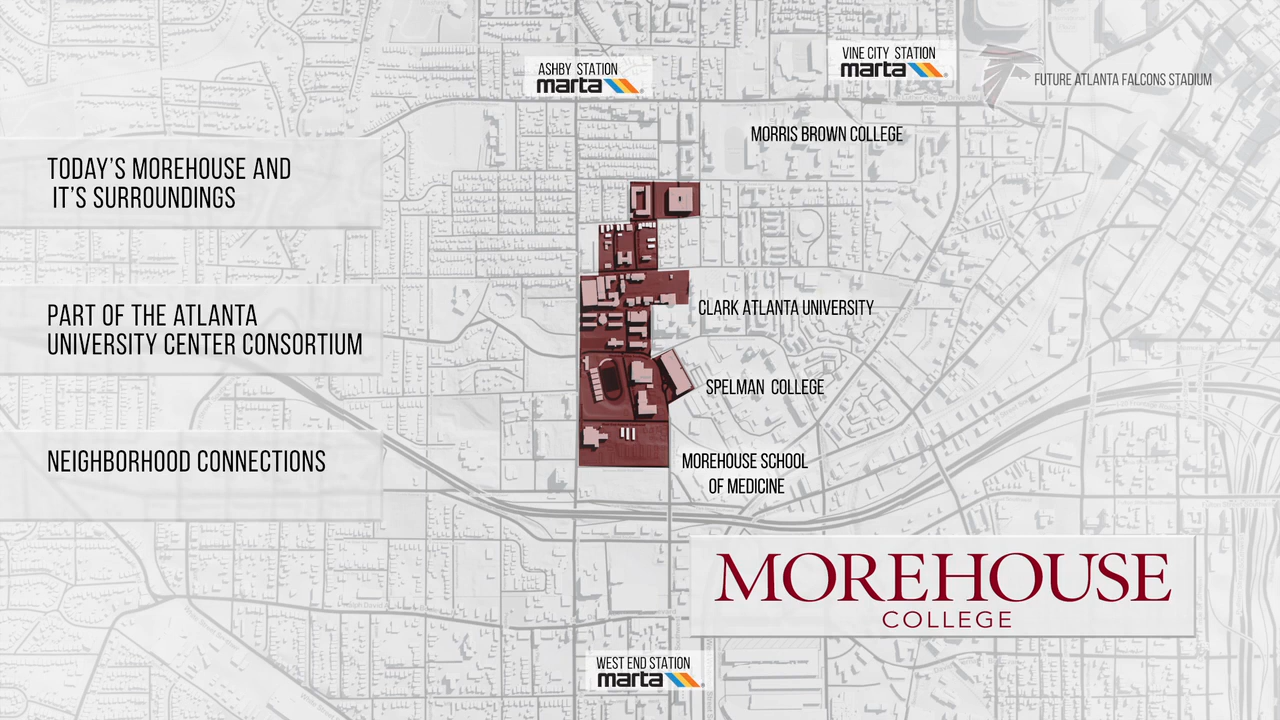 ASHBY STATION
marta
VINE CITY STATION
marta
FUTURE ATLANTA FALCONS STADIUM
MORRIS BROWN COLLEGE
TODAY'S MOREHOUSE AND
IT'S SURROUNDINGS
PART OF THE ATLANTA
UNIVERSITY CENTER CONSORTIUM
NEIGHBORHOOD CONNECTIONS
CLARK ATLANTA UNIVERSITY
SPELMAN COLLEGE
MOREHOUSE SCHOOL
OF MEDICINE
MOREHOUSE
COLLEGE
WEST END STATION
marta